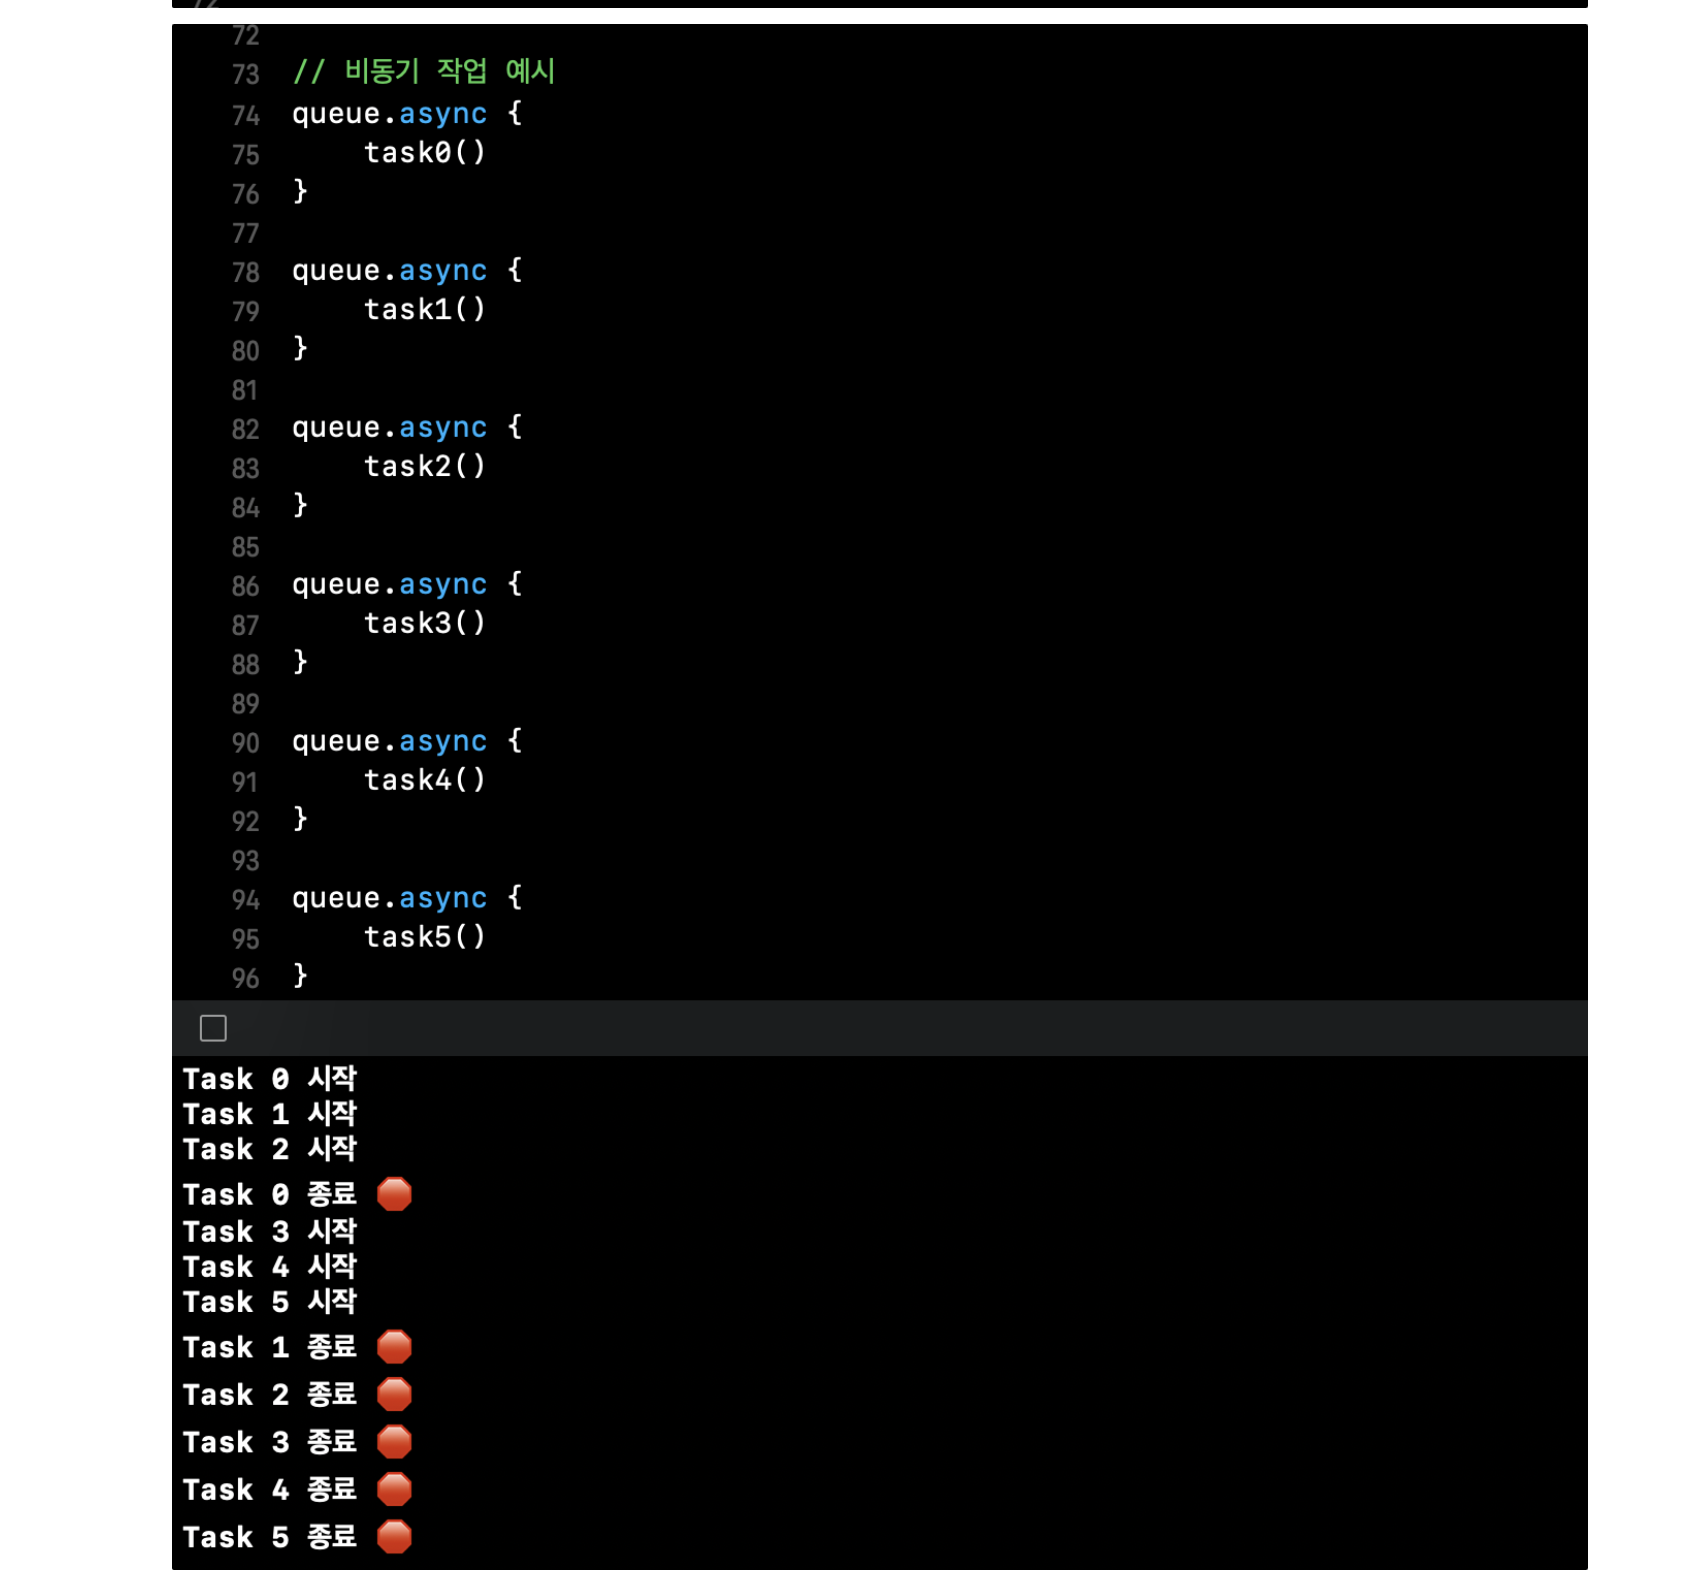 72
73 // 비동기 작업 예시
74 queue.async {
75     task0()
76 }
77
78 queue.async {
79     task1()
80 }
81
82 queue.async {
83     task2()
84 }
85
86 queue.async {
87     task3()
88 }
89
90 queue.async {
91     task4()
92 }
93
94 queue.async {
95     task5()
96 }
Task 0 시작
Task 1 시작
Task 2 시작
Task 0 종료 🛑
Task 3 시작
Task 4 시작
Task 5 시작
Task 1 종료 🛑
Task 2 종료 🛑
Task 3 종료 🛑
Task 4 종료 🛑
Task 5 종료 🛑